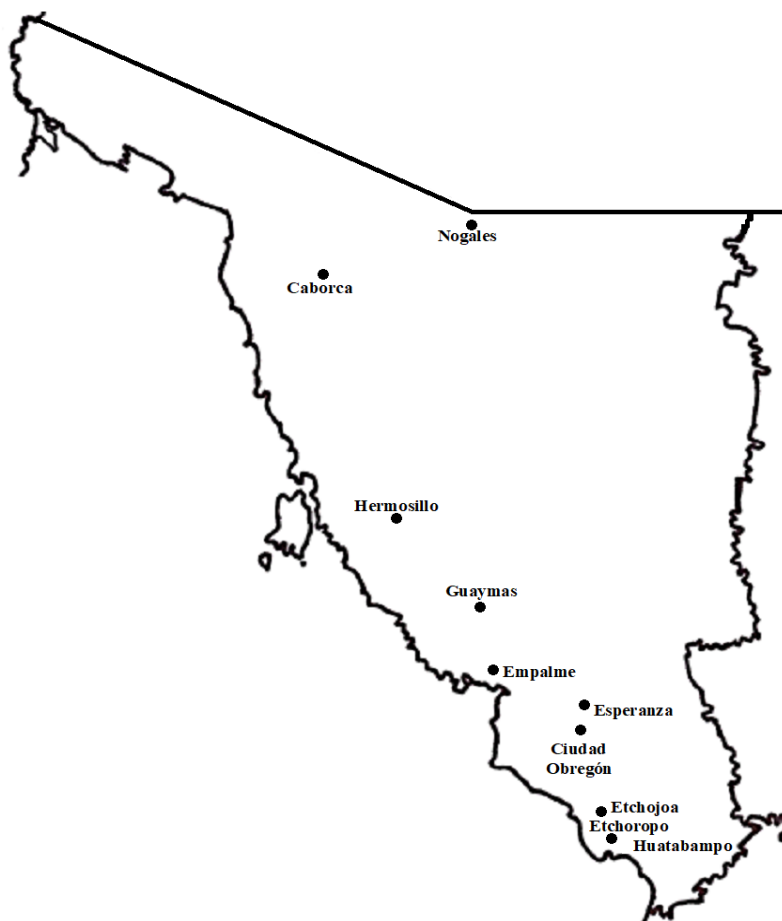 Nogales
Caborca
Hermosillo
Guaymas
Empalme
Esperanza
Ciudad
Obregón
Etchojoa
Etchoropo
Huatabampo